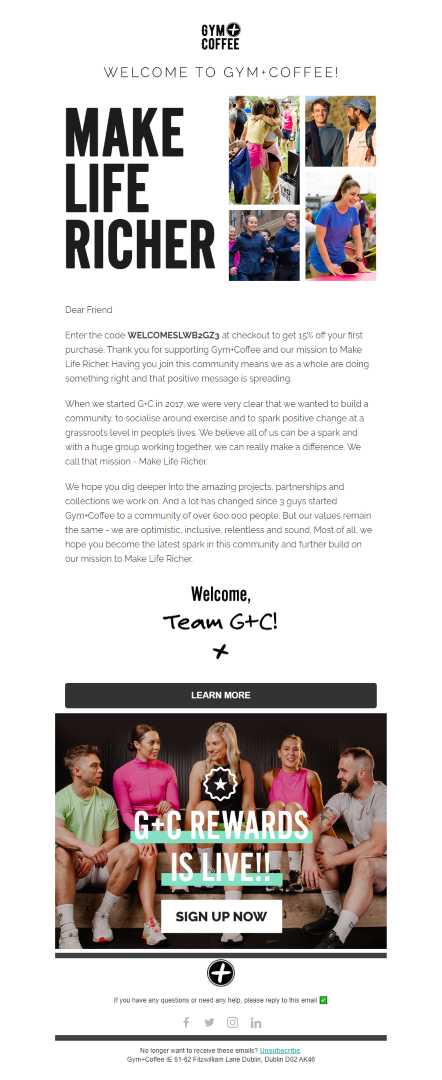 GYM+
COFFEE
WELCOME TO GYM+COFFEE!
MAKE
LIFE
RICHER
Dear Friend
Enter the code WELCOMESLWB2GZ3 at checkout to get 15% off your first
purchase. Thank you for supporting Gym+Coffee and our mission to Make
Life Richer. Having you join this community means we as a whole are doing
something right and that positive message is spreading.
When we started G+C in 2017, we were very clear that we wanted to build a
community, to socialise around exercise and to spark positive change at a
grassroots level in people's lives. We believe all of us can be a spark and
with a huge group working together, we can really make a difference. We
call that mission - Make Life Richer.
We hope you dig deeper into the amazing projects, partnerships and
collections we work on. And a lot has changed since 3 guys started
Gym+Coffee to a community of over 600,000 people. But our values remain
the same - we are optimistic, inclusive, relentless and sound. Most of all, we
hope you become the latest spark in this community and further build on
our mission to Make Life Richer.
Welcome,
Team G+C!
x
LEARN MORE
G+C REWARDS
IS LIVE!!
SIGN UP NOW
If you have any questions or need any help, please reply to this email ✅
No longer want to receive these emails? Unsubscribe.
Gym+Coffee IE 61-62 Fitzwilliam Lane Dublin, Dublin D02 AK46